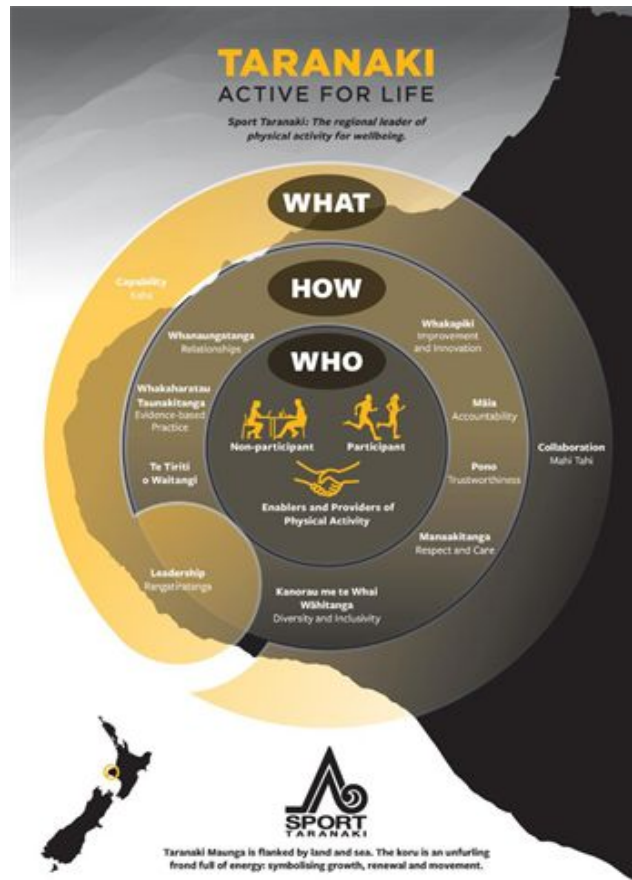 TARANAKI
ACTIVE FOR LIFE
Sport Taranaki: The regional leader of
physical activity for wellbeing.
WHAT
Capability
Kaha
HOW
Whanaungatanga
Relationships
Whakapiki
Improvement
and Innovation
WHO
Whakaharatau
Taunakitanga
Evidence-based
Practice
Māia
Accountability
Non-participant
Participant
Collaboration
Mahi Tahi
Te Tiriti
o Waitangi
Pono
Trustworthiness
Enablers and Providers of
Physical Activity
Manaakitanga
Respect and Care
Leadership
Rangatiratanga
Kanorau me te Whai
Wāhitanga
Diversity and Inclusivity
SPORT
TARANAKI
Taranaki Maunga is flanked by land and sea. The koru is an unfurling
frond full of energy: symbolising growth, renewal and movement.